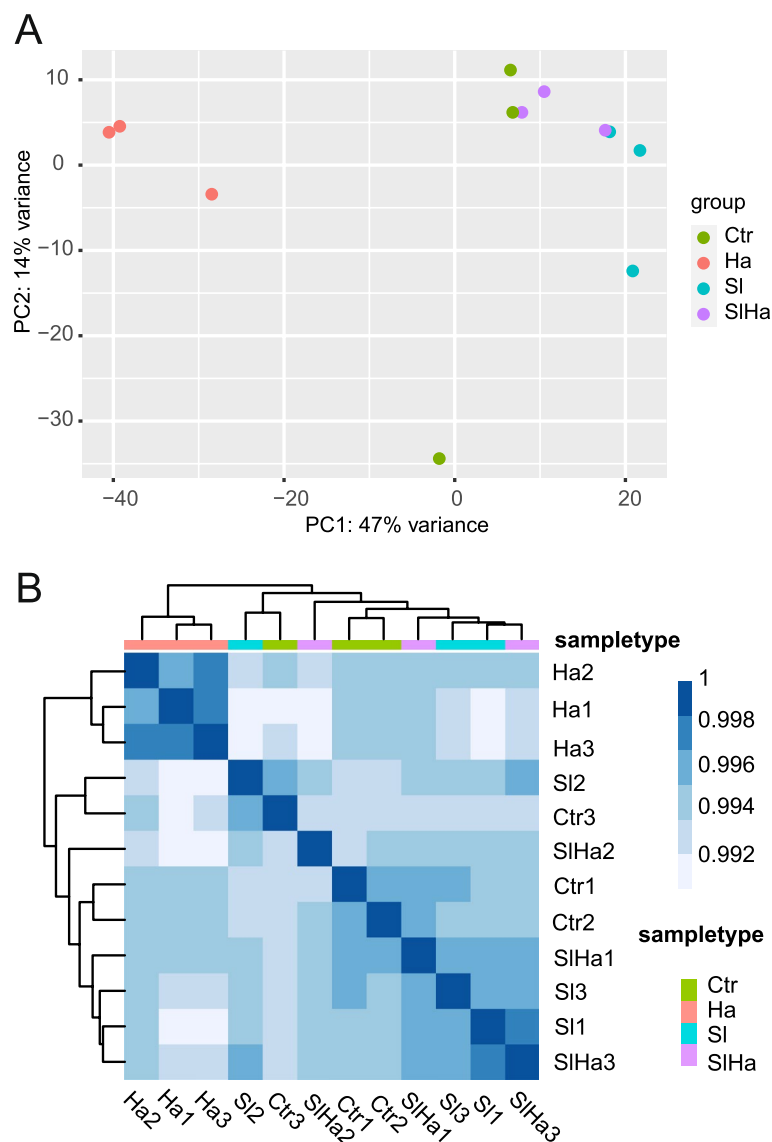 A
10
0
−10
−20
−30
PC2: 14% variance
−40
−20
0
20
PC1: 47% variance
group
Ctr
Ha
Sl
SlHa
B
sampletype
Ha2
Ha1
Ha3
Sl2
Ctr3
SlHa2
Ctr1
Ctr2
SlHa1
Sl3
Sl1
SlHa3
1
0.998
0.996
0.994
0.992
sampletype
Ctr
Ha
Sl
SlHa
Ha2 Ha1 Ha3 Sl2 Ctr3 SlHa2 Ctr1 Ctr2 SlHa1 Sl3 Sl1 SlHa3